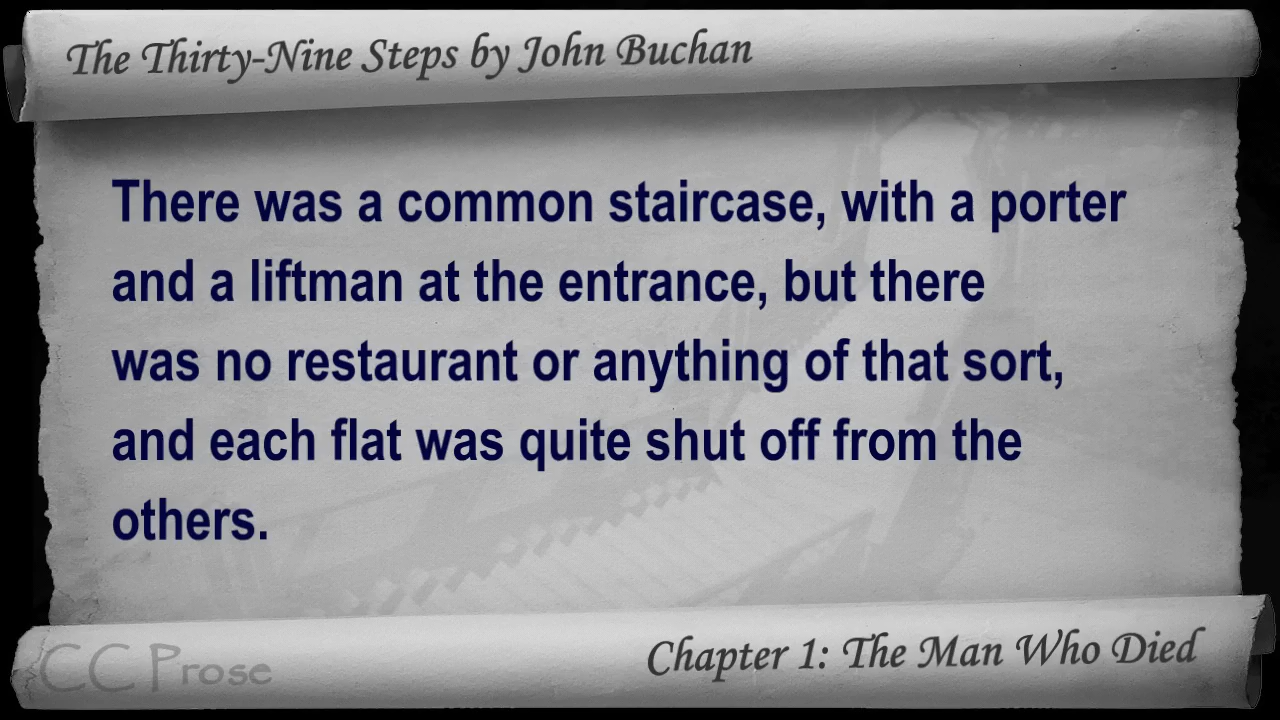 The Thirty-Nine Steps by John Buchan
There was a common staircase, with a porter
and a liftman at the entrance, but there
was no restaurant or anything of that sort,
and each flat was quite shut off from the
others.
CC Prose
Chapter 1: The Man Who Died